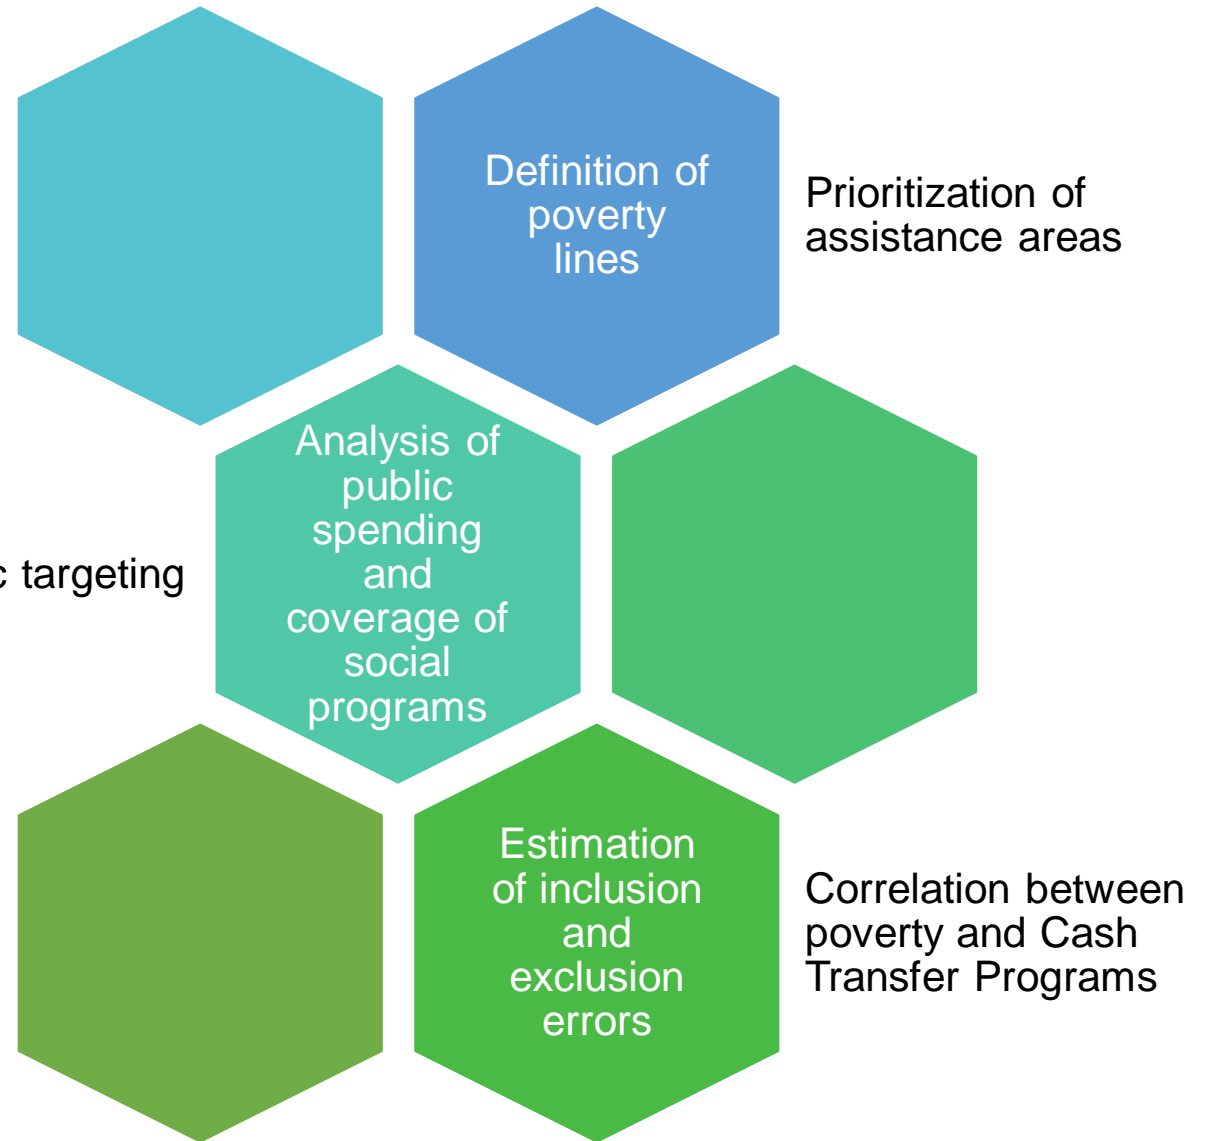 Definition of
poverty
lines
Prioritization of
assistance areas
Analysis of
public
spending
and
coverage of
social
programs
targeting
Estimation
of inclusion
and
exclusion
errors
Correlation between
poverty and Cash
Transfer Programs